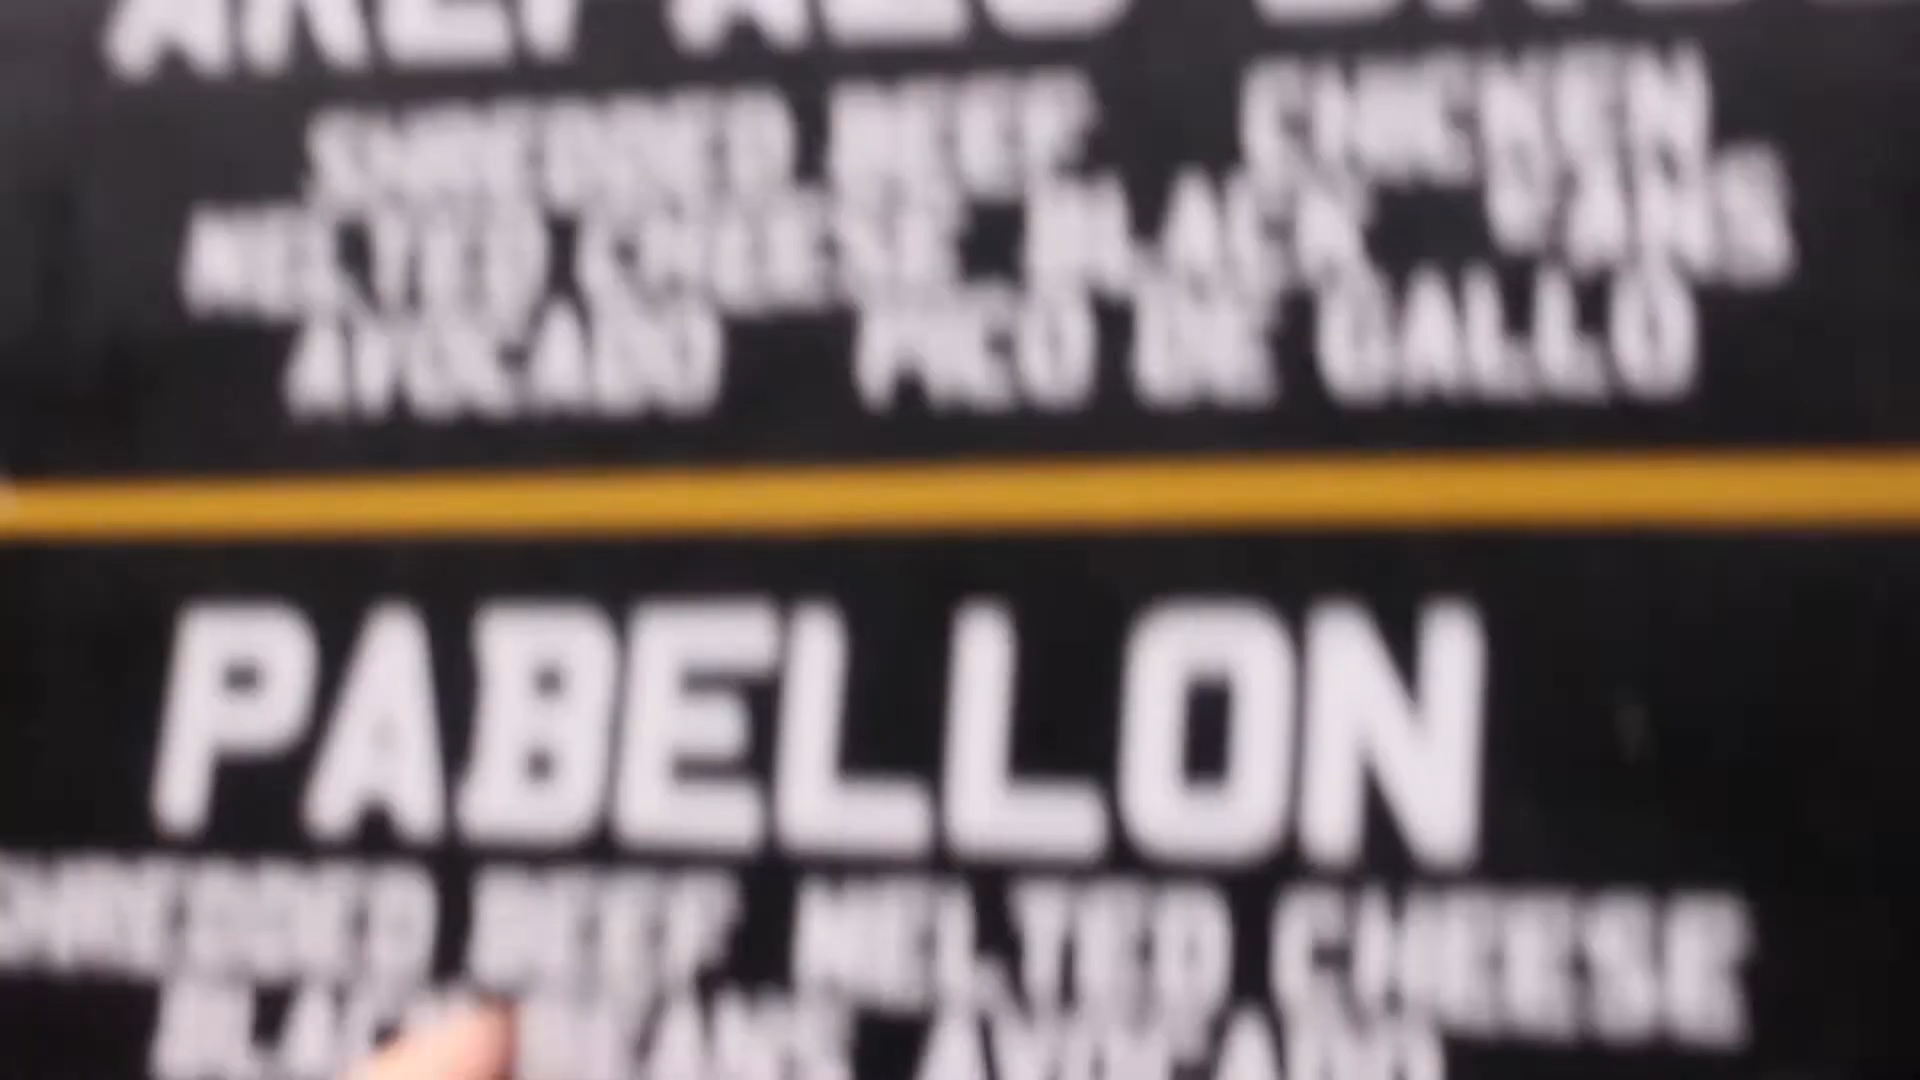 SHREDDED BEEF CHICKEN
MELTED CHEESE BLACK BEANS
AVOCADO PICO DE GALLO
PABELLON
SHREDDED BEEF MELTED CHEESE
BLACK BEANS AVOCADO